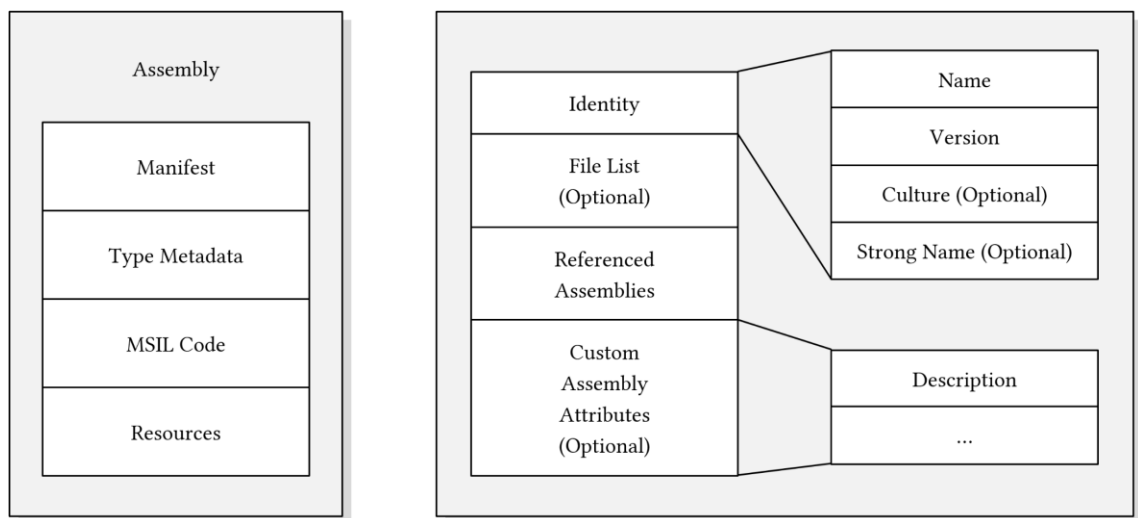 Assembly
Manifest
Type Metadata
MSIL Code
Resources
Identity
File List
(Optional)
Referenced
Assemblies
Custom
Assembly
Attributes
(Optional)
Name
Version
Culture (Optional)
Strong Name (Optional)
Description
...